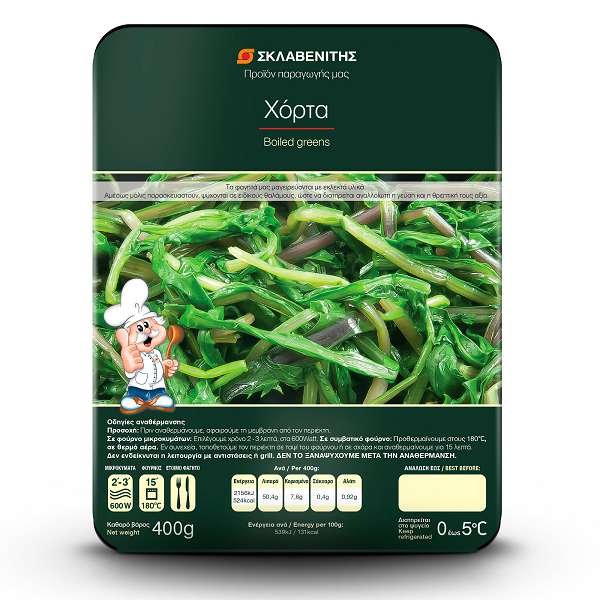 ΣΚΛΑΒΕΝΙΤΗΣ
Προϊόν παραγωγής μας
Χόρτα
Boiled greens
Τα φαγητά μας μαγειρεύονται με εκλεκτά υλικά.
Αμέσως μόλις παρασκευαστούν, ψύχονται σε ειδικούς θαλάμους, ώστε να διατηρείται αναλλοίωτη η γεύση και η θρεπτική τους αξία.
Οδηγίες αναθέρμανσης
Προσοχή: Πριν αναθερμάνουμε, αφαιρούμε τη μεμβράνη από τον περιέκτη.
Σε φούρνο μικροκυμάτων: Επιλέγουμε χρόνο 2 - 3 λεπτά, στα 600Watt. Σε συμβατικό φούρνο: Προθερμαίνουμε στους 180°C,
σε θερμό αέρα. Εν συνεχεία, τοποθετούμε τον περιέκτη σε ταψί του φούρνου ή σε σχάρα και αναθερμαίνουμε για 15 λεπτά.
Δεν ενδείκνυται η λειτουργία με αντιστάσεις ή grill. ΔΕΝ ΤΟ ΞΑΝΑΨΥΧΟΥΜΕ ΜΕΤΑ ΤΗΝ ΑΝΑΘΕΡΜΑΝΣΗ.
ΜΙΚΡΟΚΥΜΑΤΑ ΦΟΥΡΝΟΣ ΕΤΟΙΜΟ ΦΑΓΗΤΟ
2'-3' 15'
600W 180°C
Ανά / Per 400g:
Ενέργεια Λιπαρά Κορεσμένα Σάκχαρα Αλάτι
2156kJ 524kcal 50,4g 7,6g 0,4g 0,92g
ΑΝΑΛΩΣΗ ΕΩΣ / BEST BEFORE:
Καθαρό βάρος
Net weight 400g
Ενέργεια ανά / Energy per 100g:
539kJ / 131kcal
Διατηρείται
στο ψυγείο
Keep
refrigerated
0 έως 5°C